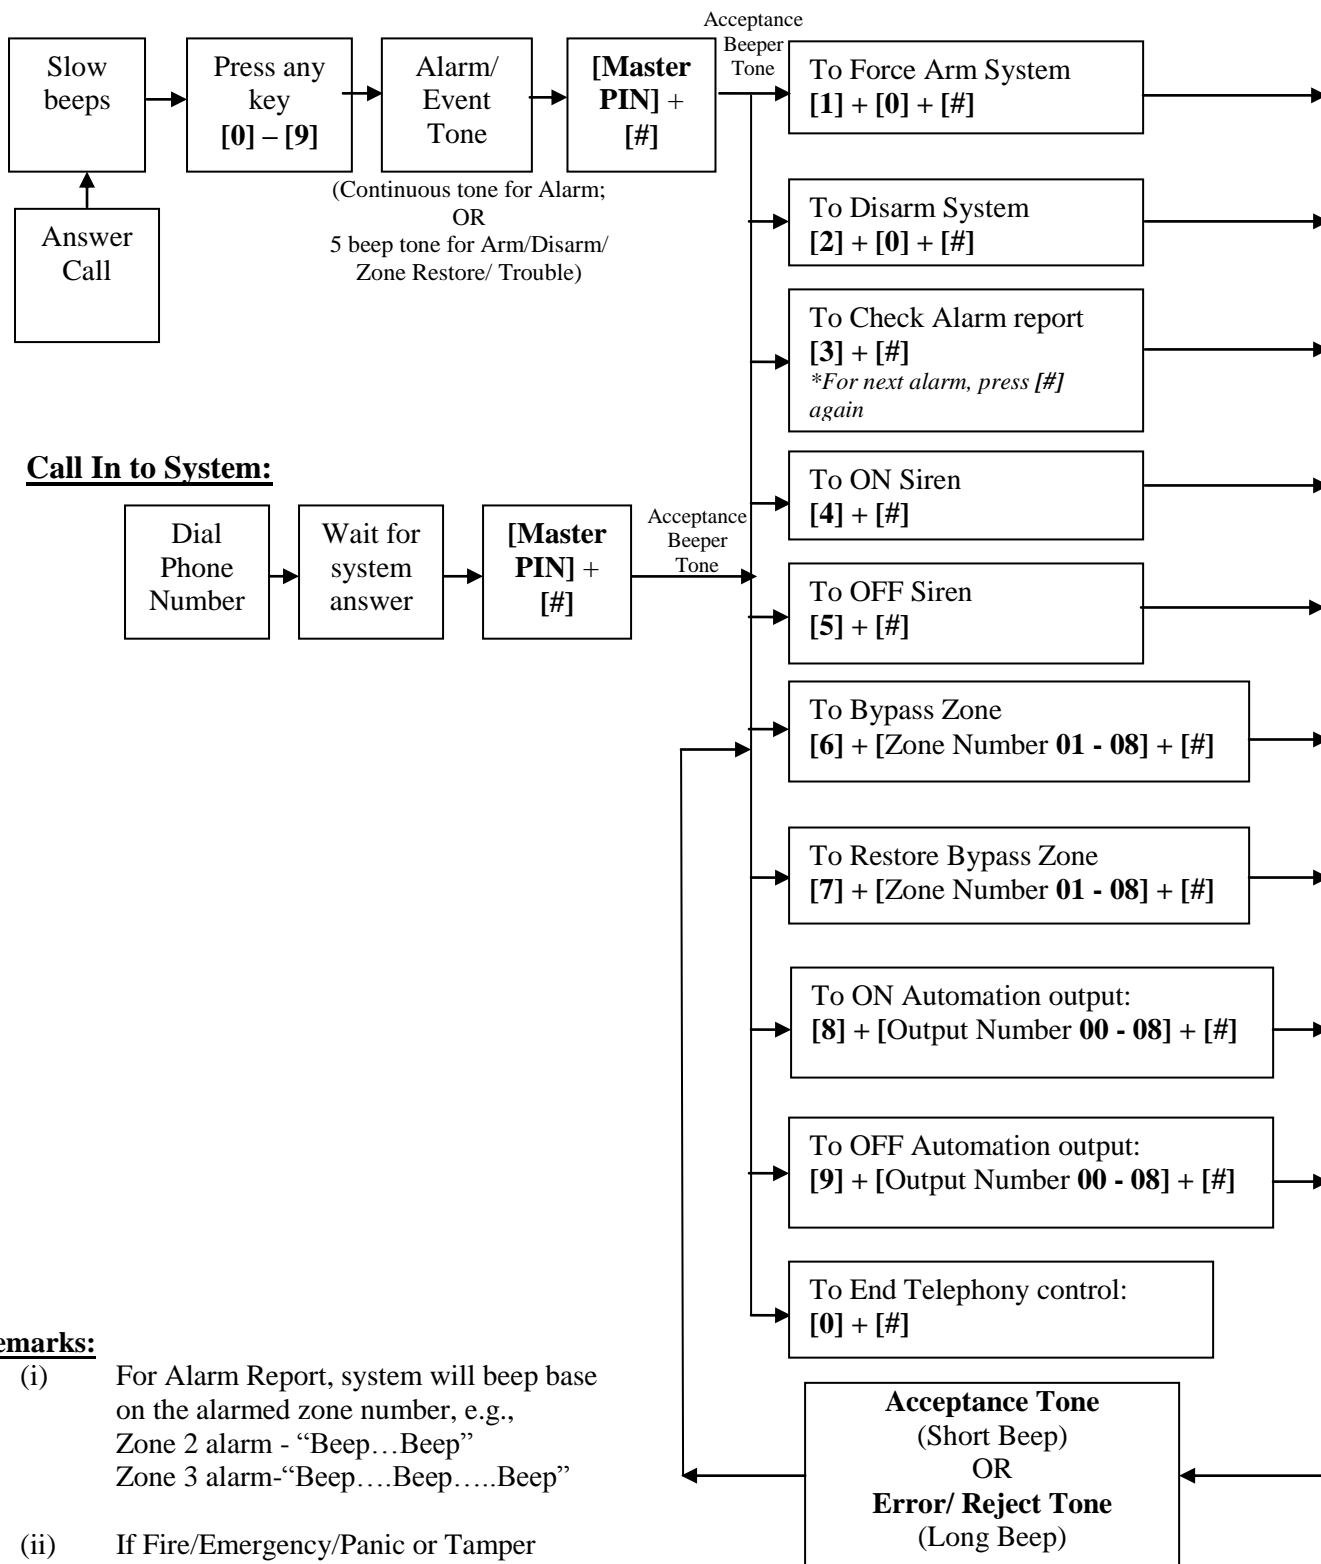 Acceptance
Beeper
Tone
Slow
beeps
Press any
key
[0] – [9]
Alarm/
Event
Tone
[Master
PIN] +
[#]
To Force Arm System
[1] + [0] + [#]
(Continuous tone for Alarm;
OR
5 beep tone for Arm/Disarm/
Zone Restore/ Trouble)
Answer
Call
To Disarm System
[2] + [0] + [#]
To Check Alarm report
[3] + [#]
*For next alarm, press [#]
again
Call In to System:
Dial
Phone
Number
Wait for
system
answer
[Master
PIN] +
[#]
Acceptance
Beeper
Tone
To ON Siren
[4] + [#]
To OFF Siren
[5] + [#]
To Bypass Zone
[6] + [Zone Number 01 - 08] + [#]
To Restore Bypass Zone
[7] + [Zone Number 01 - 08] + [#]
To ON Automation output:
[8] + [Output Number 00 - 08] + [#]
To OFF Automation output:
[9] + [Output Number 00 - 08] + [#]
To End Telephony control:
[0] + [#]
emarks:
(i) For Alarm Report, system will beep base
on the alarmed zone number, e.g.,
Zone 2 alarm - “Beep…Beep”
Zone 3 alarm-“Beep….Beep…..Beep”
(ii) If Fire/Emergency/Panic or Tamper
Acceptance Tone
(Short Beep)
OR
Error/ Reject Tone
(Long Beep)